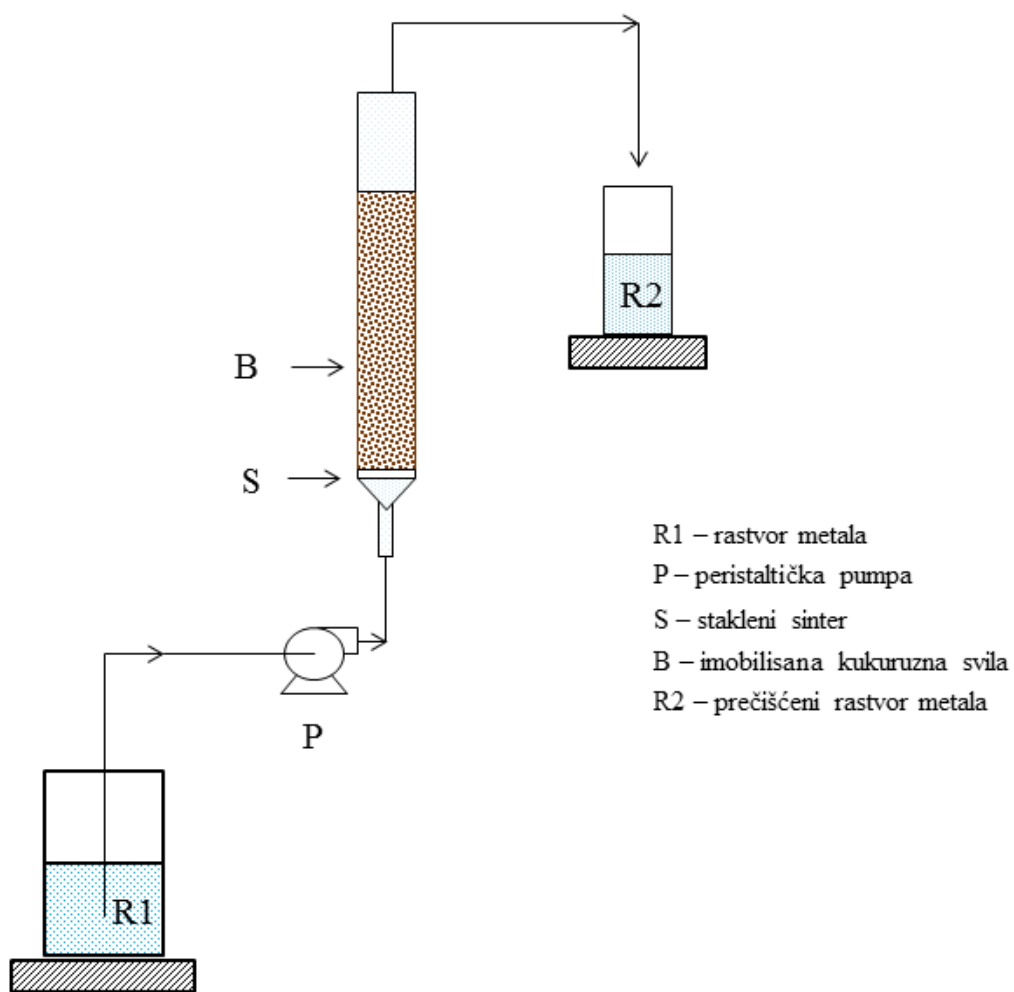 R2
B
S
R1 – rastvor metala
P – peristaltička pumpa
S – stakleni sinter
B – imobilisana kukuruzna svila
R2 – prečišćeni rastvor metala
P
R1